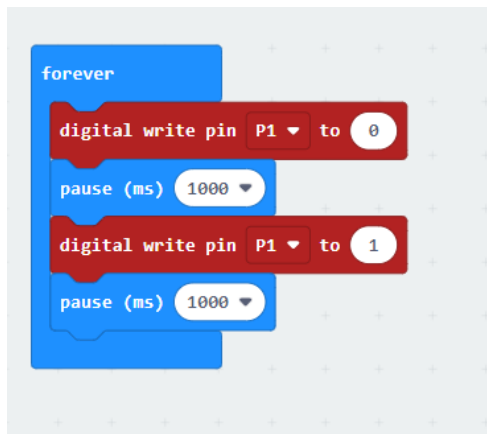 forever
digital write pin P1 to 0
pause (ms) 1000
digital write pin P1 to 1
pause (ms) 1000